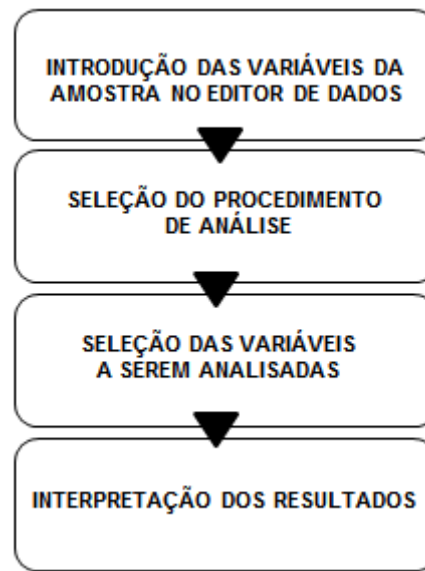 INTRODUÇÃO DAS VARIÁVEIS DA
AMOSTRA NO EDITOR DE DADOS
SELEÇÃO DO PROCEDIMENTO
DE ANÁLISE
SELEÇÃO DAS VARIÁVEIS
A SEREM ANALISADAS
INTERPRETAÇÃO DOS RESULTADOS